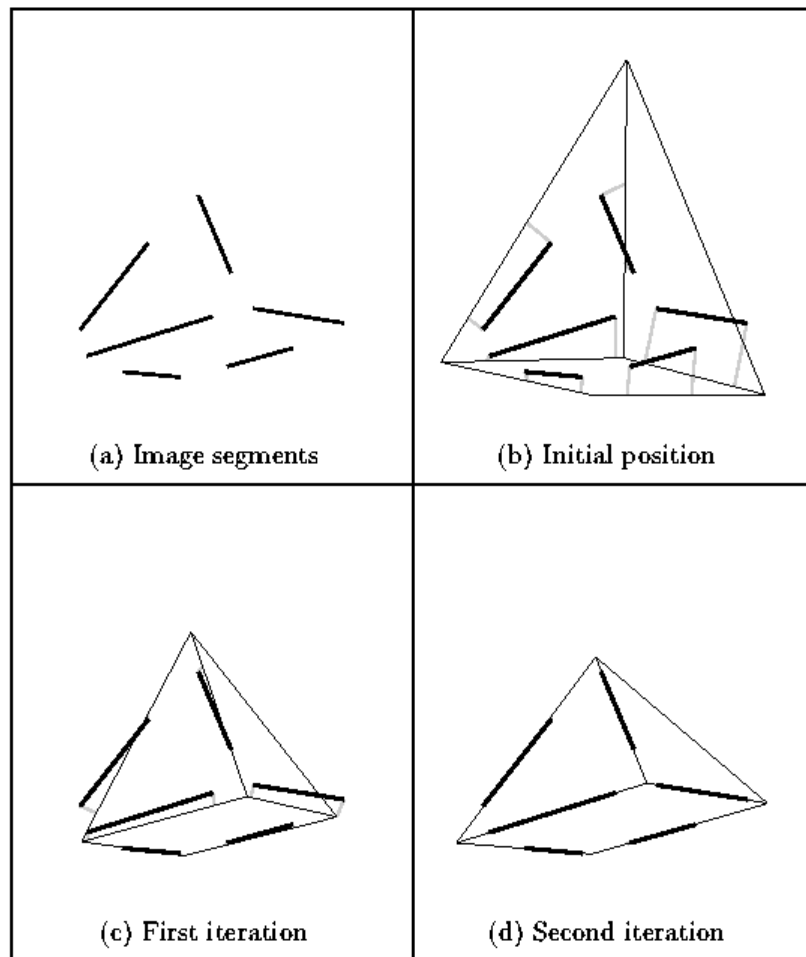 (a) Image segments
(b) Initial position
(c) First iteration
(d) Second iteration